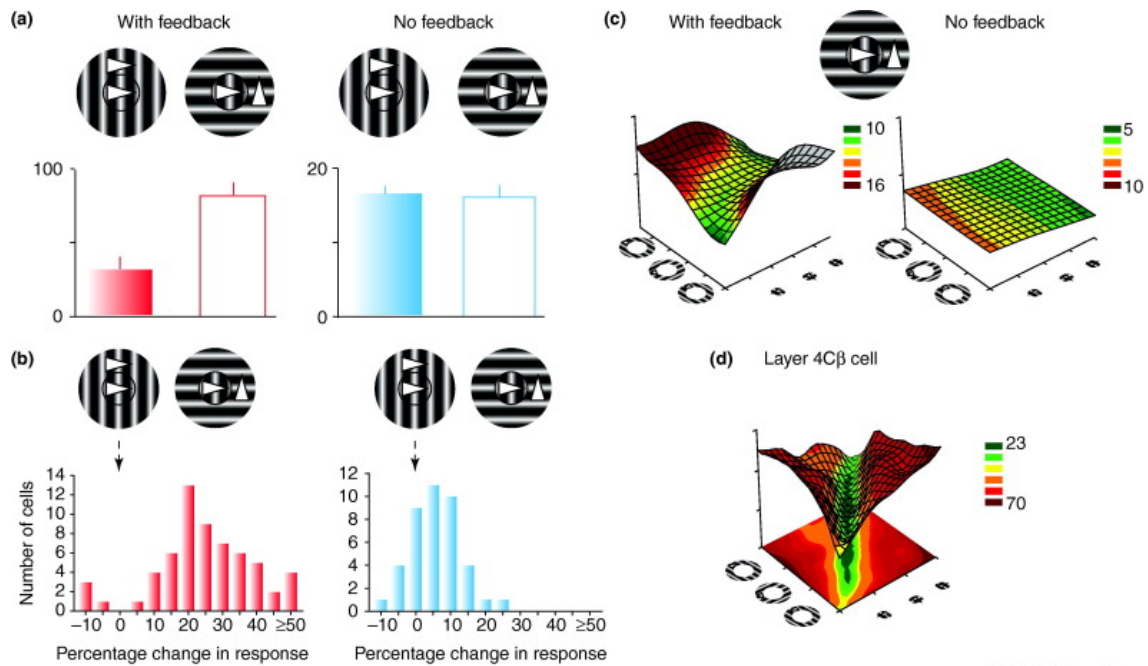 (a)
With feedback
No feedback
100
0
20
0
(b)
Number of cells
14
12
10
8
6
4
2
0
–10 0 10 20 30 40 ≥50
Percentage change in response
12
10
8
6
4
2
0
–10 0 10 20 30 40 ≥50
Percentage change in response
(c)
With feedback
No feedback
10
16
5
10
(d)
Layer 4Cβ cell
23
70